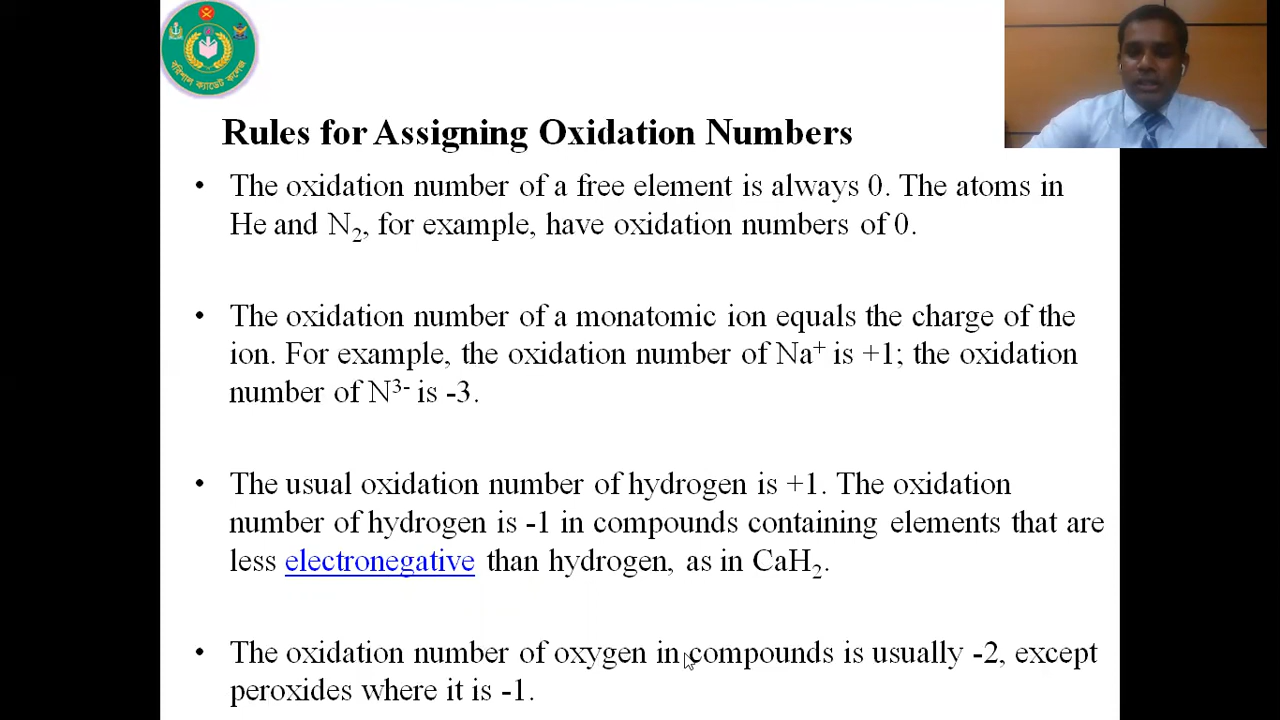 বরিশাল ক্যাডেট কলেজ
Rules for Assigning Oxidation Numbers
• The oxidation number of a free element is always 0. The atoms in
He and N₂, for example, have oxidation numbers of 0.
• The oxidation number of a monatomic ion equals the charge of the
ion. For example, the oxidation number of Na⁺ is +1; the oxidation
number of N³⁻ is -3.
• The usual oxidation number of hydrogen is +1. The oxidation
number of hydrogen is -1 in compounds containing elements that are
less electronegative than hydrogen, as in CaH₂.
• The oxidation number of oxygen in compounds is usually -2, except
peroxides where it is -1.